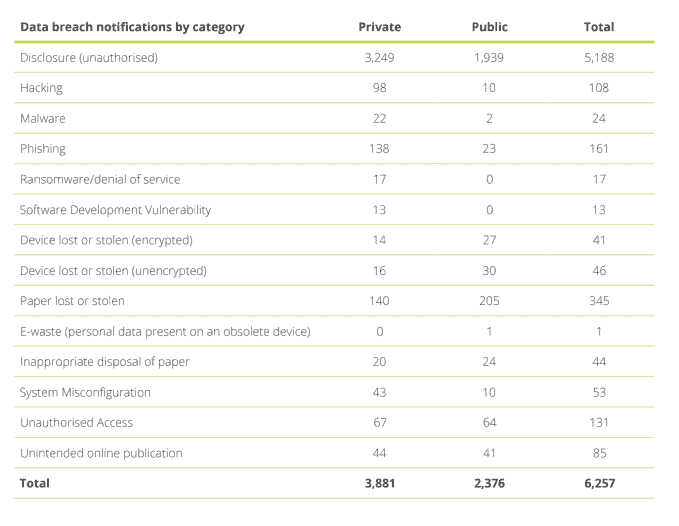 Data breach notifications by category Private Public Total
Disclosure (unauthorised) 3,249 1,939 5,188
Hacking 98 10 108
Malware 22 2 24
Phishing 138 23 161
Ransomware/denial of service 17 0 17
Software Development Vulnerability 13 0 13
Device lost or stolen (encrypted) 14 27 41
Device lost or stolen (unencrypted) 16 30 46
Paper lost or stolen 140 205 345
E-waste (personal data present on an obsolete device) 0 1 1
Inappropriate disposal of paper 20 24 44
System Misconfiguration 43 10 53
Unauthorised Access 67 64 131
Unintended online publication 44 41 85
Total 3,881 2,376 6,257